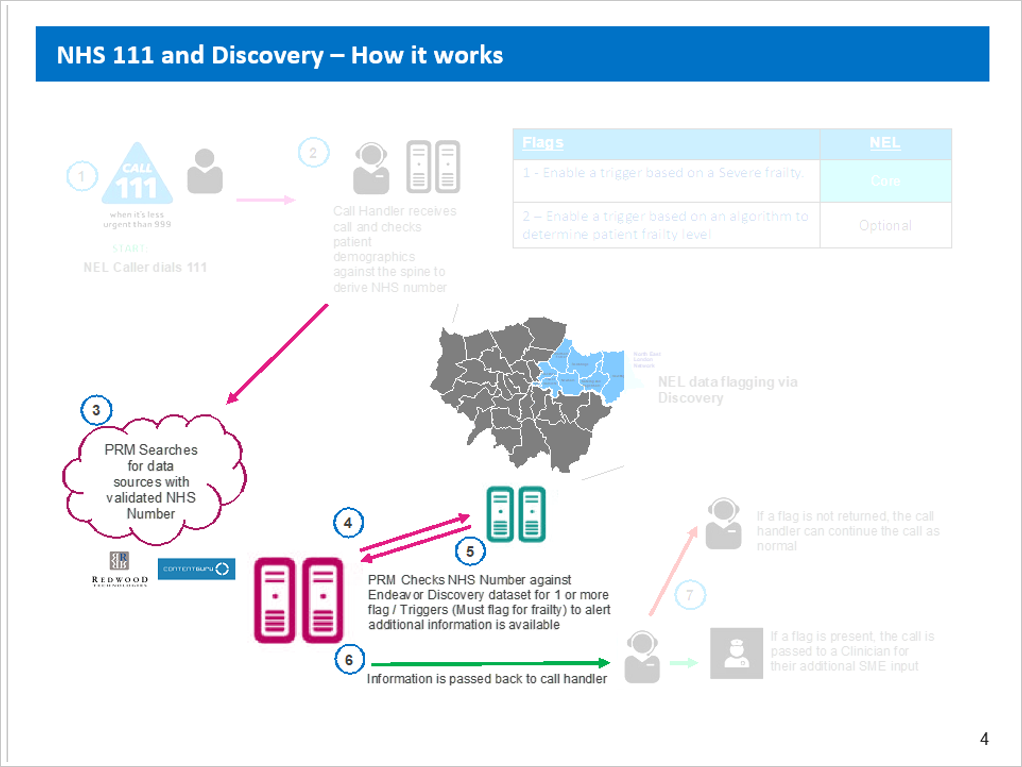 NHS 111 and Discovery – How it works
1
CALL
111
when it's less
urgent than 999
START:
NEL Caller dials 111
2
Call Handler receives
call and checks
patient
demographics
against the spine to
derive NHS number
Flags
NEL
1 - Enable a trigger based on a Severe frailty.
Core
2 – Enable a trigger based on an algorithm to
determine patient frailty level
Optional
North East
London
Network
NEL data flagging via
Discovery
3
PRM Searches
for data
sources with
validated NHS
Number
REDWOOD
TECHNOLOGIES
CONTENTGURU
4
5
PRM Checks NHS Number against
Endeavor Discovery dataset for 1 or more
flag / Triggers (Must flag for frailty) to alert
additional information is available
6
Information is passed back to call handler
If a flag is not returned, the call
handler can continue the call as
normal
7
If a flag is present, the call is
passed to a Clinician for
their additional SME input
4